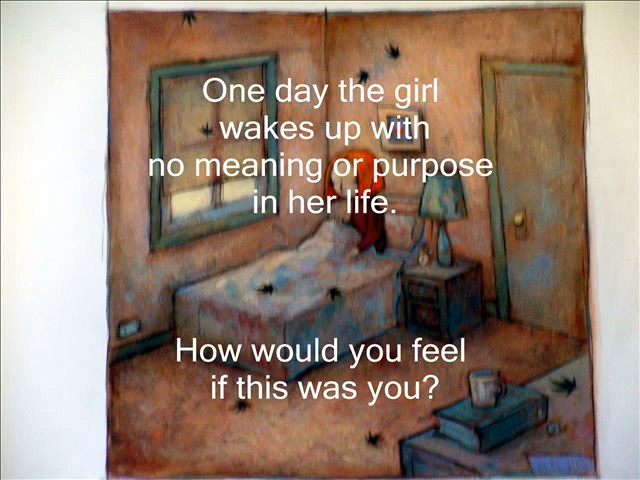 One day the girl
wakes up with
no meaning or purpose
in her life.
How would you feel
if this was you?